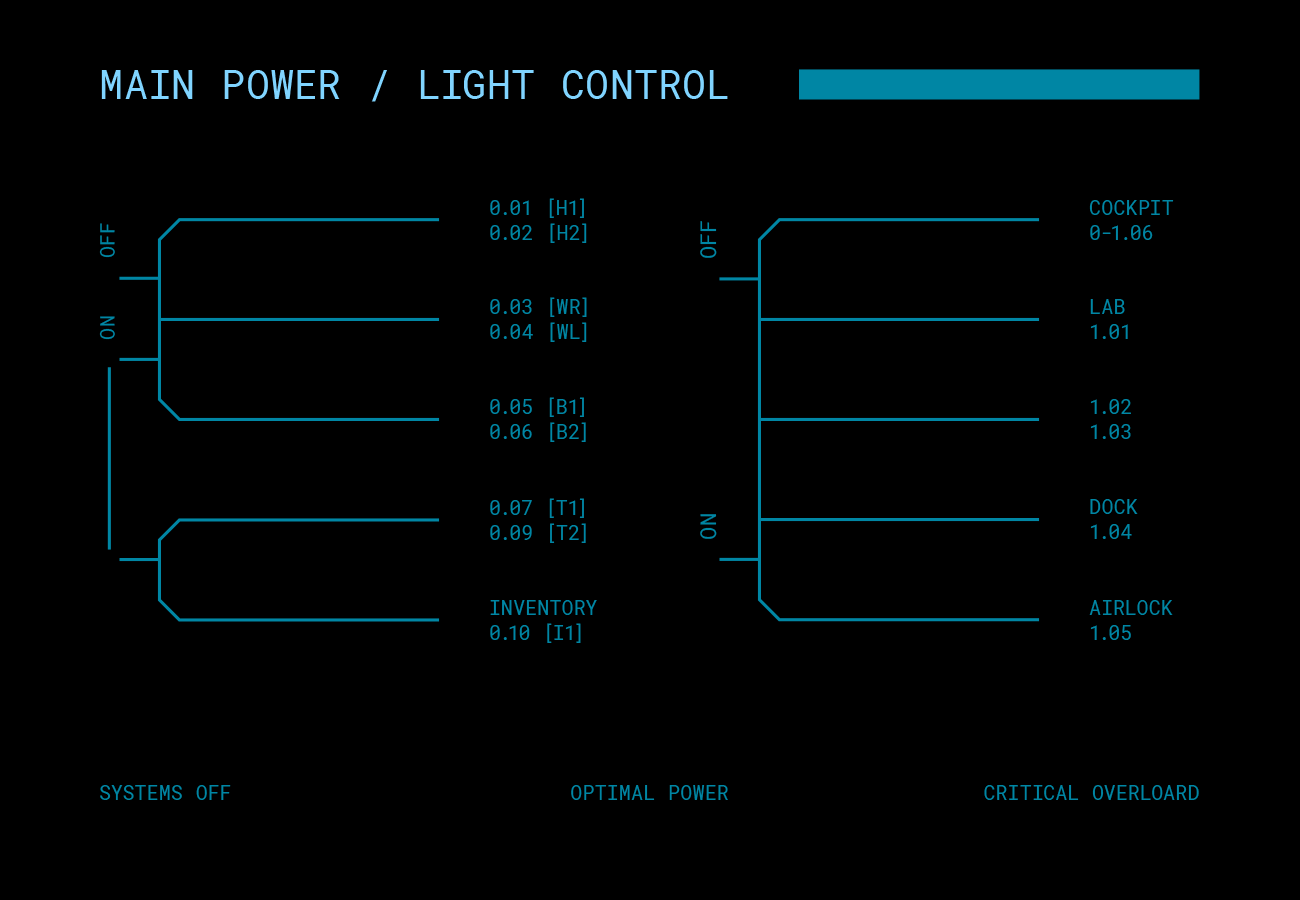 MAIN POWER / LIGHT CONTROL
OFF
ON
0.01 [H1]
0.02 [H2]
0.03 [WR]
0.04 [WL]
0.05 [B1]
0.06 [B2]
0.07 [T1]
0.09 [T2]
INVENTORY
0.10 [I1]
OFF
ON
COCKPIT
0-1.06
LAB
1.01
1.02
1.03
DOCK
1.04
AIRLOCK
1.05
SYSTEMS OFF
OPTIMAL POWER
CRITICAL OVERLOARD